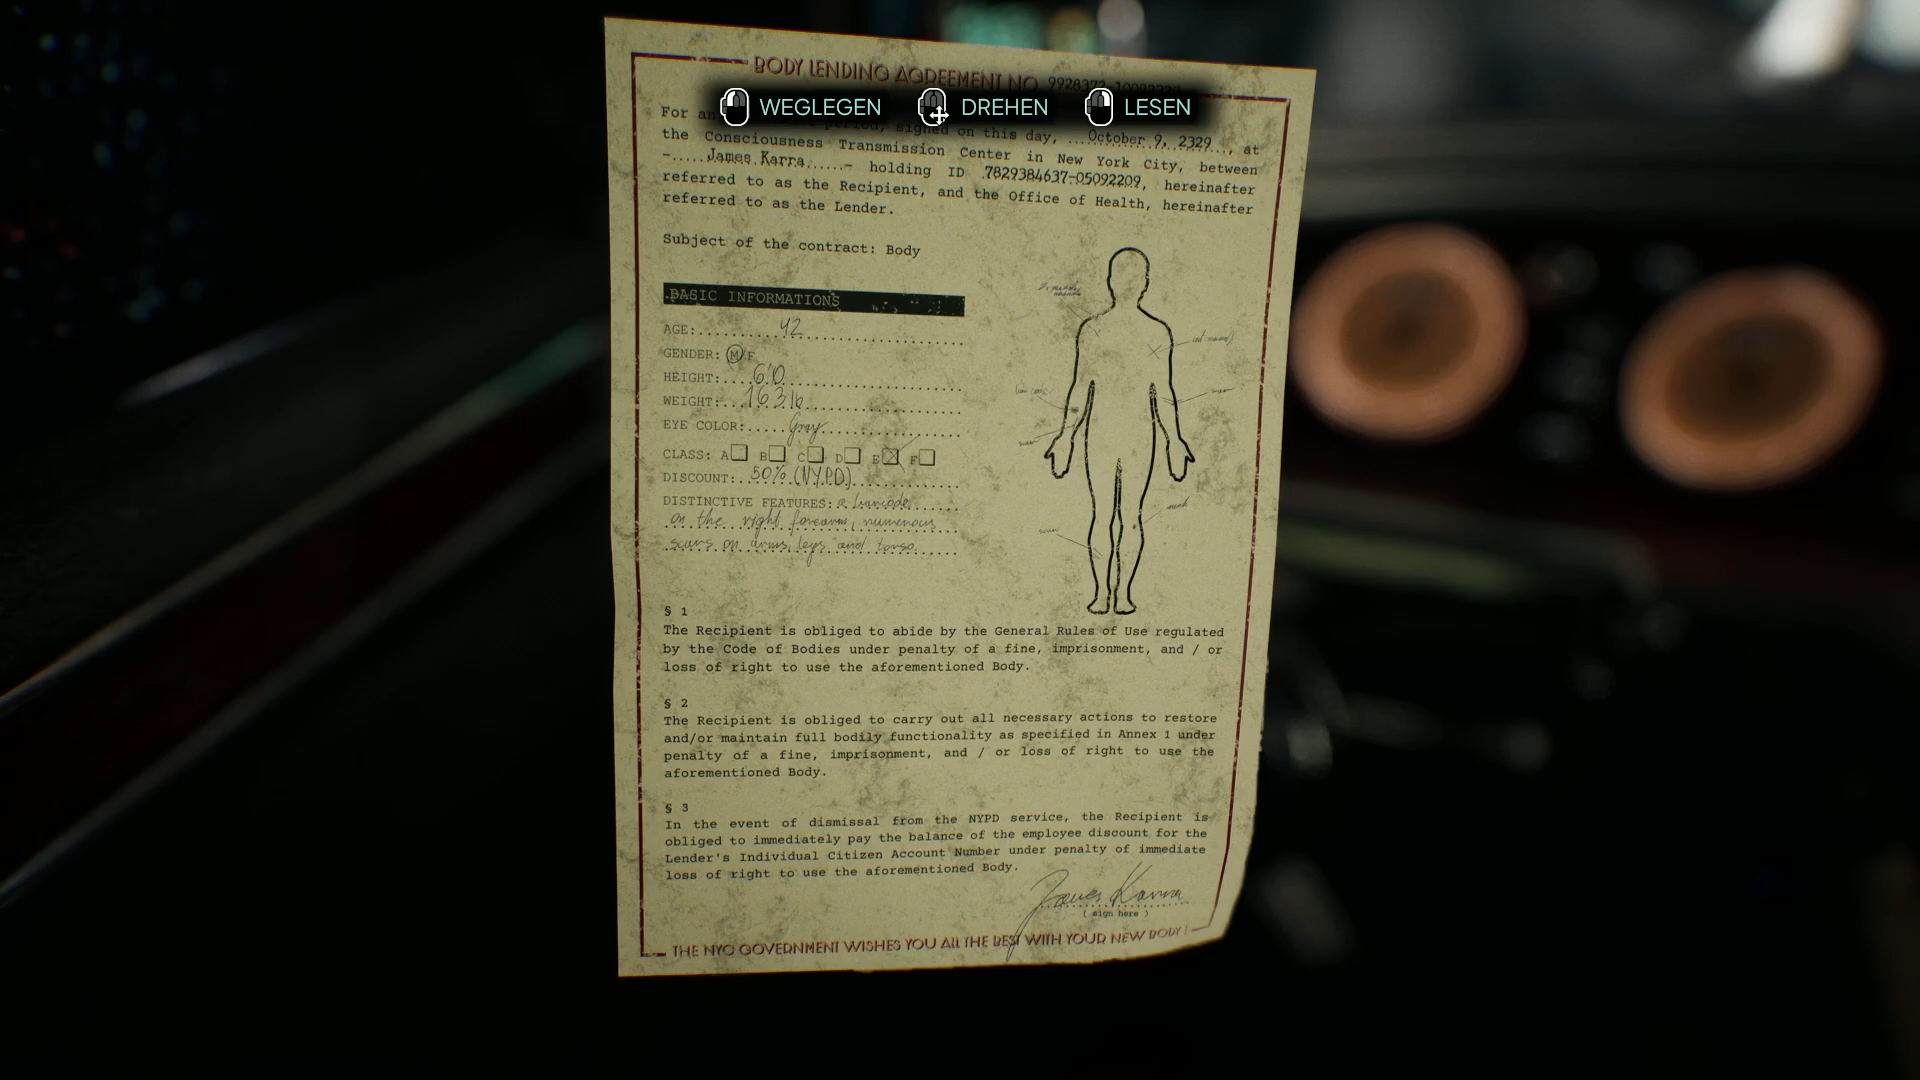 BODY LENDING AGREEMENT NO 9928372 10092329
WEGLEGEN DREHEN LESEN
For an period, signed on this day, ....October 9, 2329..., at
the Consciousness Transmission Center in New York City, between
-.....James Karra......- holding ID .7829384637-05092209, hereinafter
referred to as the Recipient, and the Office of Health, hereinafter
referred to as the Lender.
Subject of the contract: Body
BASIC INFORMATIONS
AGE: 42
GENDER: M F
HEIGHT: 6'0
WEIGHT: 163 lb
EYE COLOR: Gray
CLASS: A B C D E F
DISCOUNT: 50% (NYPD)
DISTINCTIVE FEATURES: a barcode
on the right forearm, numerous
scars on arms, legs and torso
§ 1
The Recipient is obliged to abide by the General Rules of Use regulated
by the Code of Bodies under penalty of a fine, imprisonment, and / or
loss of right to use the aforementioned Body.
§ 2
The Recipient is obliged to carry out all necessary actions to restore
and/or maintain full bodily functionality as specified in Annex 1 under
penalty of a fine, imprisonment, and / or loss of right to use the
aforementioned Body.
§ 3
In the event of dismissal from the NYPD service, the Recipient is
obliged to immediately pay the balance of the employee discount for the
Lender's Individual Citizen Account Number under penalty of immediate
loss of right to use the aforementioned Body.
James Karra
( sign here )
THE NYC GOVERNMENT WISHES YOU ALL THE BEST WITH YOUR NEW BODY!